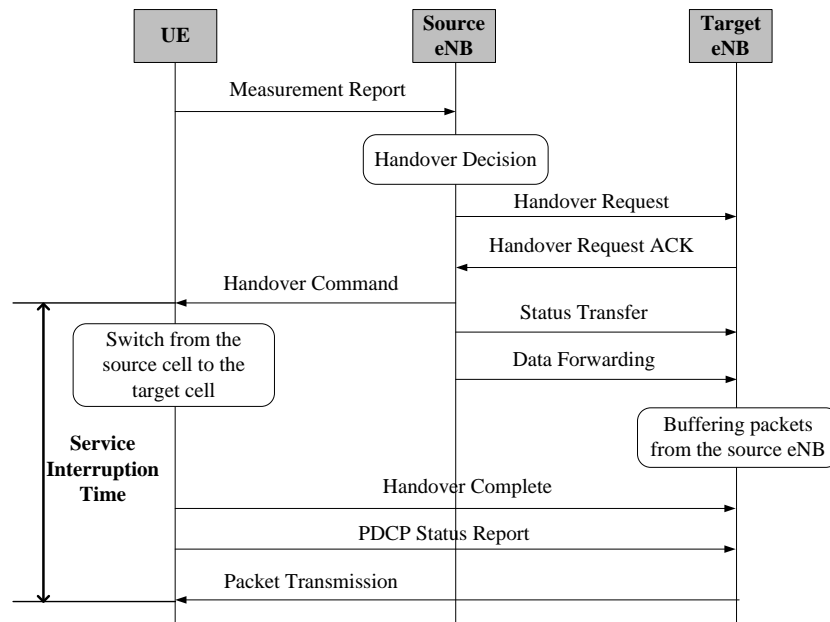 UE
Source
eNB
Target
eNB
Measurement Report
Handover Decision
Handover Request
Handover Request ACK
Handover Command
Status Transfer
Switch from the
source cell to the
target cell
Data Forwarding
Buffering packets
from the source eNB
Service
Interruption
Time
Handover Complete
PDCP Status Report
Packet Transmission